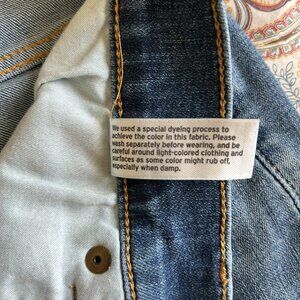 We used a special dyeing process to
achieve the color in this fabric. Please
wash separately before wearing, and be
careful around light-colored clothing and
surfaces as some color might rub off,
especially when damp.